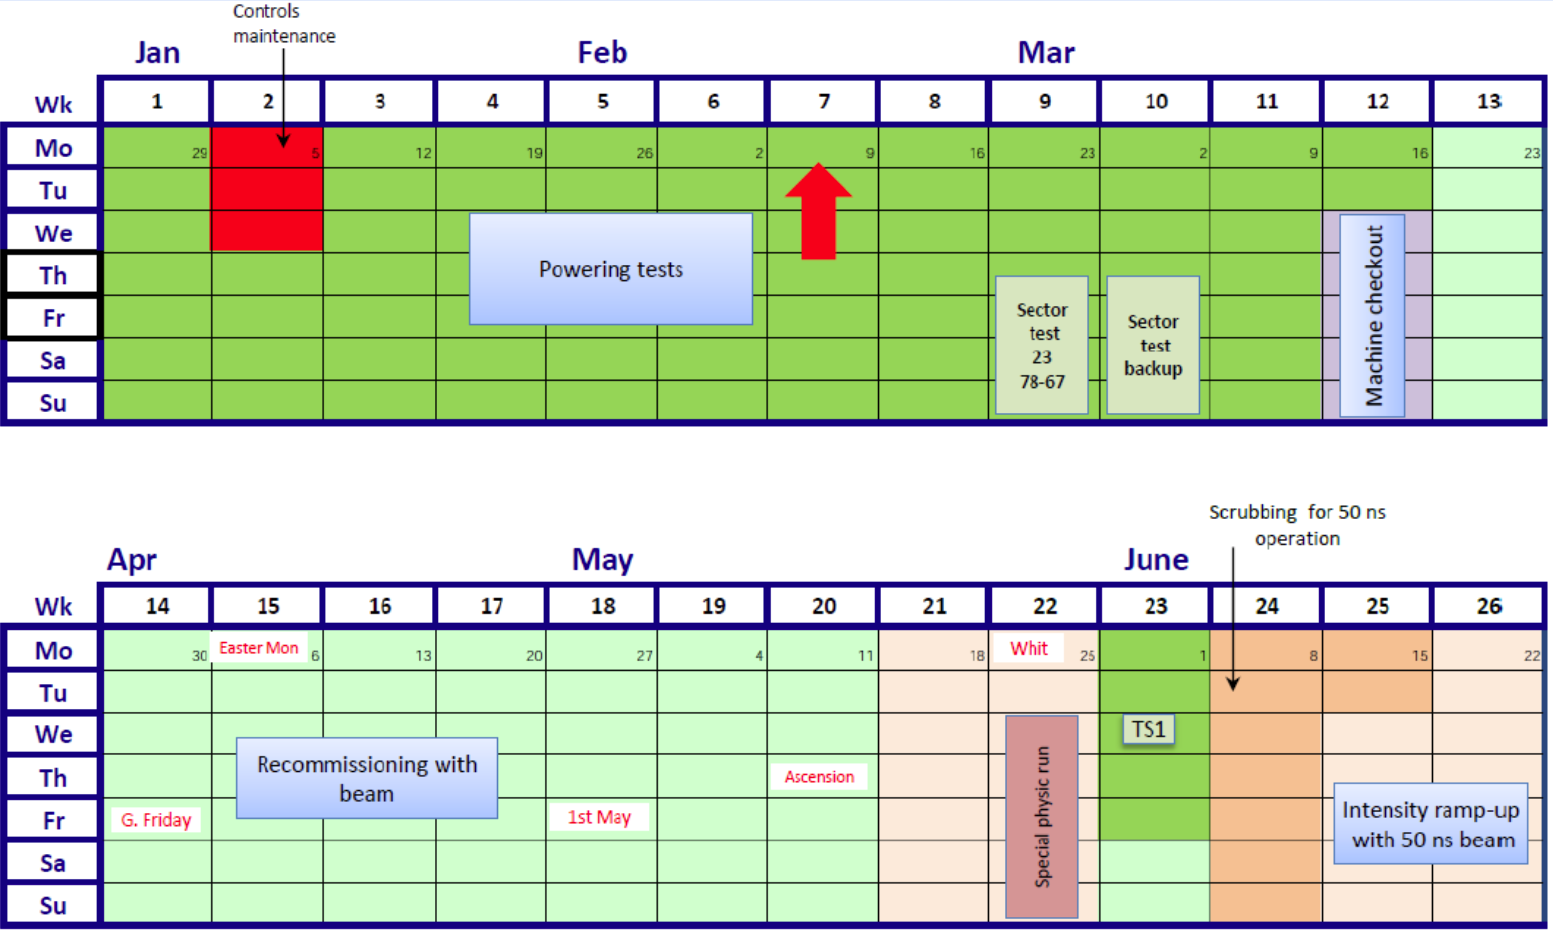 Controls
maintenance
Jan Feb Mar
Wk 1 2 3 4 5 6 7 8 9 10 11 12 13
Mo 29 5 12 19 26 2 9 16 23 2 9 16 23
Tu
We
Th
Fr
Sa
Su
Powering tests
Sector
test
23
78-67
Sector
test
backup
Machine checkout
Scrubbing for 50 ns
operation
Apr May June
Wk 14 15 16 17 18 19 20 21 22 23 24 25 26
Mo 30 Easter Mon 6 13 20 27 4 11 18 Whit 25 1 8 15 22
Tu
We
Th
Fr
Sa
Su
Recommissioning with
beam
G. Friday
1st May
Ascension
Special physic run
TS1
Intensity ramp-up
with 50 ns beam